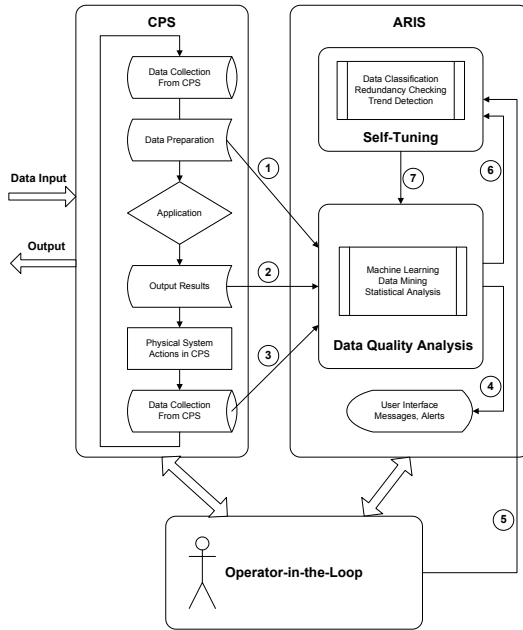 CPS
Data Collection
From CPS
Data Preparation
Data Input
Application
Output
Output Results
Physical System
Actions in CPS
Data Collection
From CPS
1
2
3
ARIS
Data Classification
Redundancy Checking
Trend Detection
Self-Tuning
7
6
Machine Learning
Data Mining
Statistical Analysis
Data Quality Analysis
4
User Interface
Messages, Alerts
5
Operator-in-the-Loop